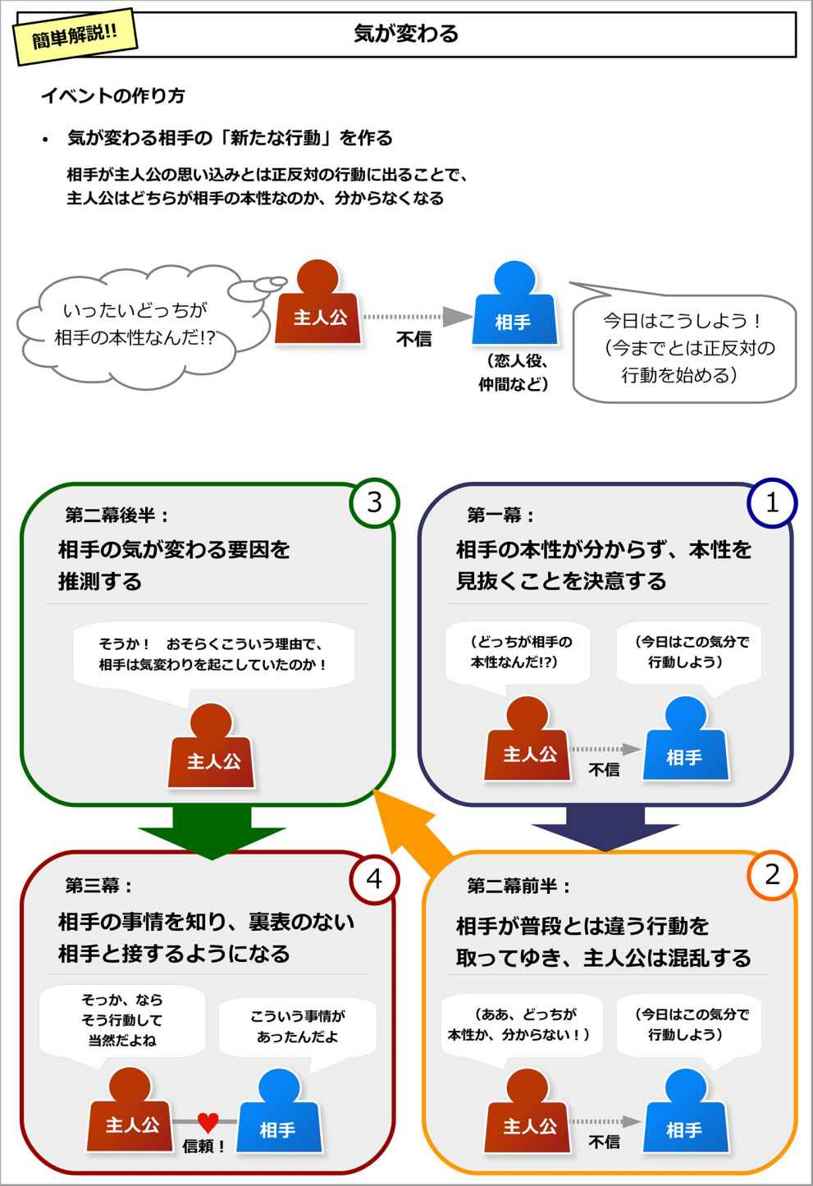 簡単解説!!
気が変わる
イベントの作り方
• 気が変わる相手の「新たな行動」を作る
相手が主人公の思い込みとは正反対の行動に出ることで、
主人公はどちらが相手の本性なのか、分からなくなる
いったいどっちが
相手の本性なんだ!?
主人公
不信
相手
（恋人役、
仲間など）
今日はこうしよう！
（今までとは正反対の
行動を始める）
1
第一幕：
相手の本性が分からず、本性を
見抜くことを決意する
（どっちが相手の
本性なんだ!?）
（今日はこの気分で
行動しよう）
主人公
不信
相手
2
第二幕前半：
相手が普段とは違う行動を
取ってゆき、主人公は混乱する
（ああ、どっちが
本性か、分からない！）
（今日はこの気分で
行動しよう）
主人公
不信
相手
3
第二幕後半：
相手の気が変わる要因を
推測する
そうか！　おそらくこういう理由で、
相手は気変わりを起こしていたのか！
主人公
4
第三幕：
相手の事情を知り、裏表のない
相手と接するようになる
そっか、なら
そう行動して
当然だよね
こういう事情が
あったんだよ
主人公
信頼！
相手